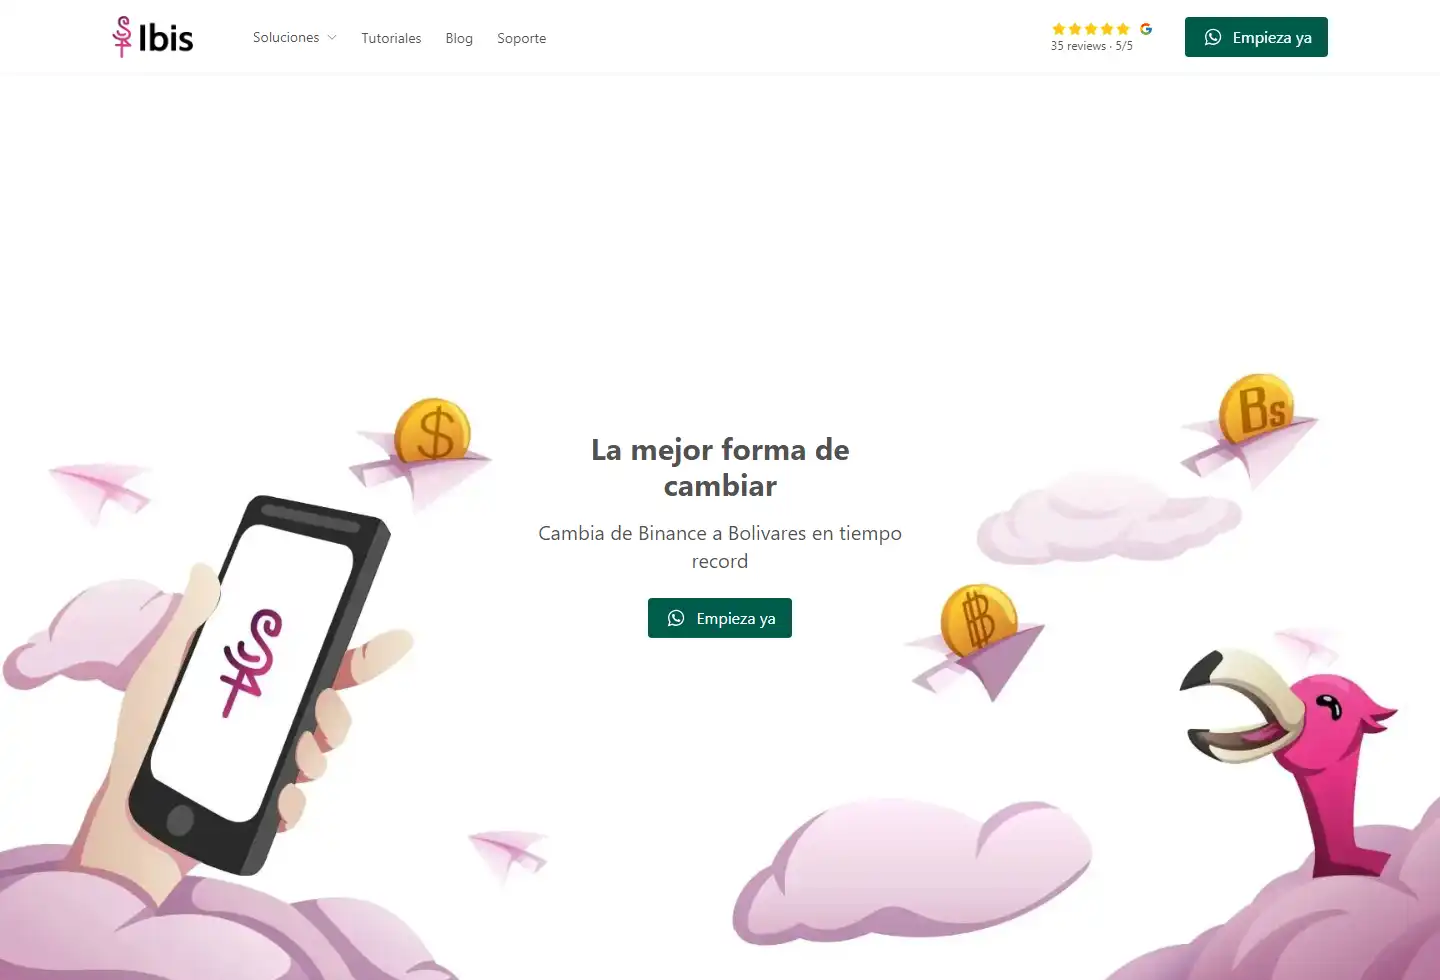 Ibis
Soluciones
Tutoriales
Blog
Soporte
35 reviews · 5/5
Empieza ya
$
Bs
La mejor forma de
cambiar
Cambia de Binance a Bolivares en tiempo
record
Empieza ya